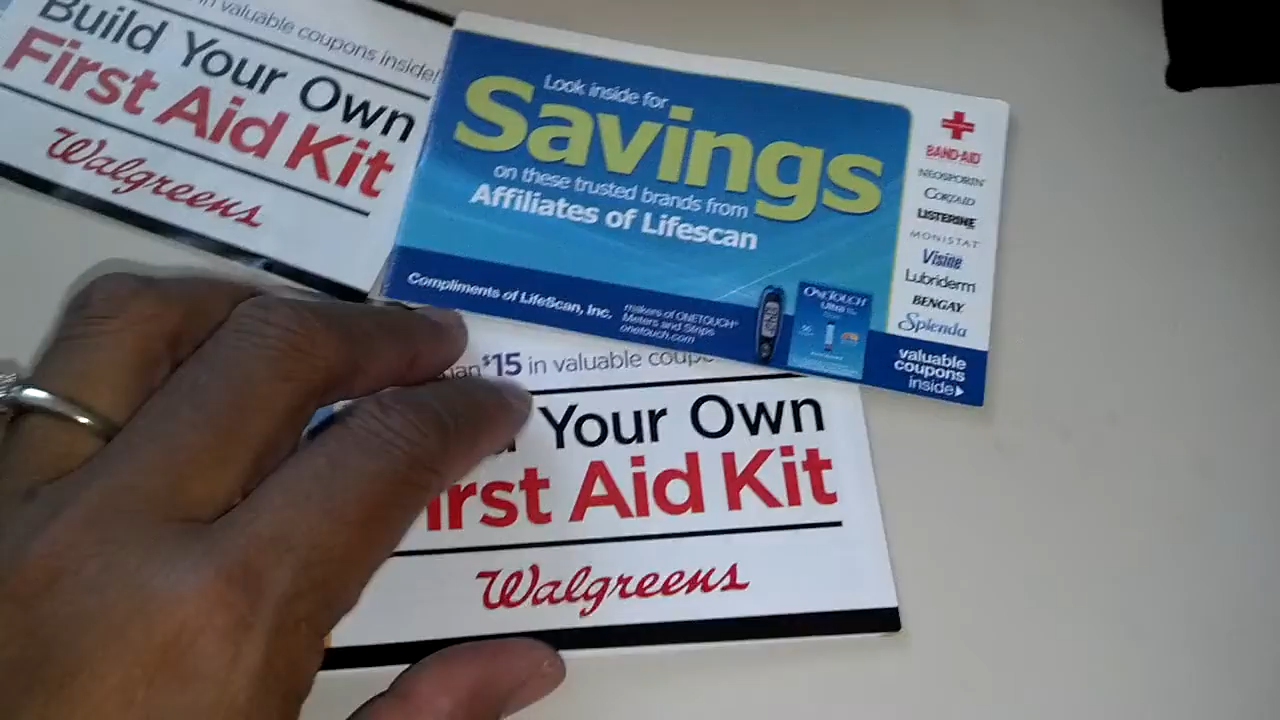 in valuable coupons inside!
Build Your Own
First Aid Kit
Walgreens
Look inside for
Savings
on these trusted brands from
Affiliates of Lifescan
Compliments of LifeScan, Inc.
makers of ONETOUCH®
Meters and Strips
onetouch.com
ONETOUCH
Ultra
BAND-AID
NEOSPORIN
CORTAID
LISTERINE
MONISTAT
Visine
Lubriderm
BENGAY
Splenda
valuable
coupons
inside
$15 in valuable
Your Own
irst Aid Kit
Walgreens